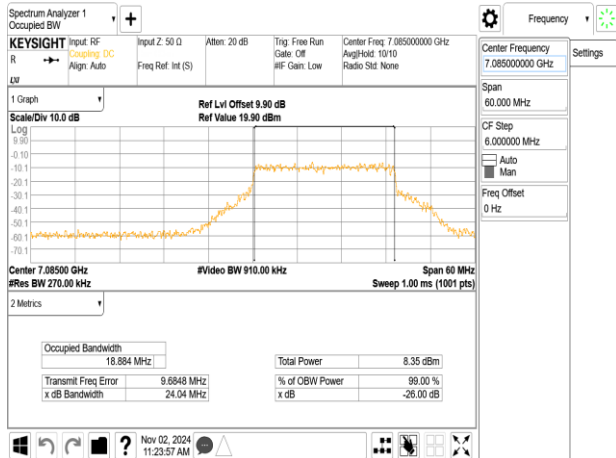 Spectrum Analyzer 1
Occupied BW
Frequency
KEYSIGHT Input: RF Input Z: 50 Ω Atten: 20 dB Trig: Free Run Center Freq: 7.085000000 GHz
R Coupling: DC Gate: Off Avg|Hold: 10/10
Align: Auto Freq Ref: Int (S) #IF Gain: Low Radio Std: None
Center Frequency
7.085000000 GHz
Settings
Span
60.000 MHz
CF Step
6.000000 MHz
Auto
Man
Freq Offset
0 Hz
1 Graph
Ref Lvl Offset 9.90 dB
Scale/Div 10.0 dB Ref Value 19.90 dBm
Log
9.90
-0.10
-10.1
-20.1
-30.1
-40.1
-50.1
-60.1
-70.1
Center 7.08500 GHz #Video BW 910.00 kHz Span 60 MHz
#Res BW 270.00 kHz Sweep 1.00 ms (1001 pts)
2 Metrics
Occupied Bandwidth
18.884 MHz
Total Power 8.35 dBm
Transmit Freq Error 9.6848 MHz % of OBW Power 99.00 %
x dB Bandwidth 24.04 MHz x dB -26.00 dB
? Nov 02, 2024
11:23:57 AM